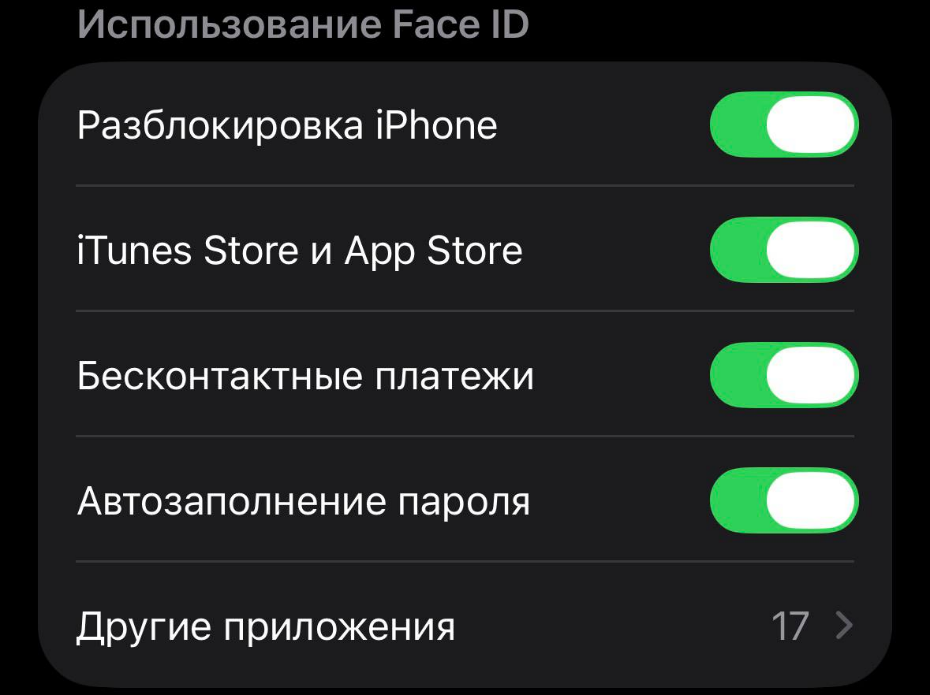 Использование Face ID
Разблокировка iPhone
iTunes Store и App Store
Бесконтактные платежи
Автозаполнение пароля
Другие приложения 17